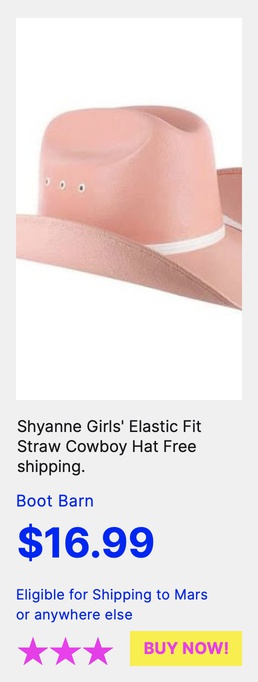 Shyanne Girls' Elastic Fit
Straw Cowboy Hat Free
shipping.
Boot Barn
$16.99
Eligible for Shipping to Mars
or anywhere else
BUY NOW!